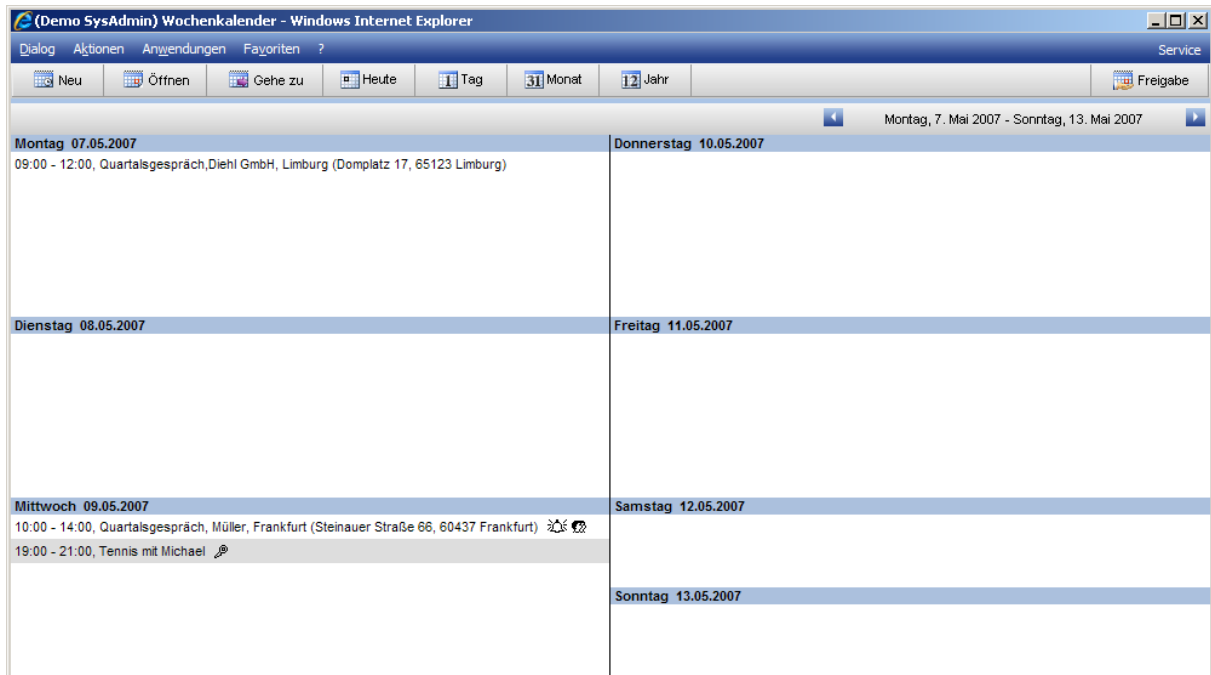 (Demo SysAdmin) Wochenkalender - Windows Internet Explorer
Dialog Aktionen Anwendungen Favoriten ? Service
Neu Öffnen Gehe zu Heute 1 Tag 31 Monat 12 Jahr Freigabe
Montag, 7. Mai 2007 - Sonntag, 13. Mai 2007
Montag 07.05.2007
09:00 - 12:00, Quartalsgespräch,Diehl GmbH, Limburg (Domplatz 17, 65123 Limburg)
Dienstag 08.05.2007
Mittwoch 09.05.2007
10:00 - 14:00, Quartalsgespräch, Müller, Frankfurt (Steinauer Straße 66, 60437 Frankfurt)
19:00 - 21:00, Tennis mit Michael
Donnerstag 10.05.2007
Freitag 11.05.2007
Samstag 12.05.2007
Sonntag 13.05.2007